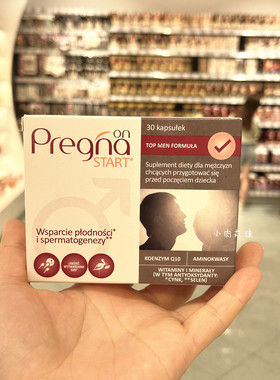 Pregna on
START®
30 kapsułek
TOP MEN FORMUŁA
Suplement diety dla mężczyzn
chcących przygotować się
przed poczęciem dziecka
Wsparcie płodności*
i spermatogenezy**
KOENZYM Q10
AMINOKWASY
WITAMINY I MINERAŁY
(W TYM ANTYOKSYDANTY:
*CYNK, **SELEN)